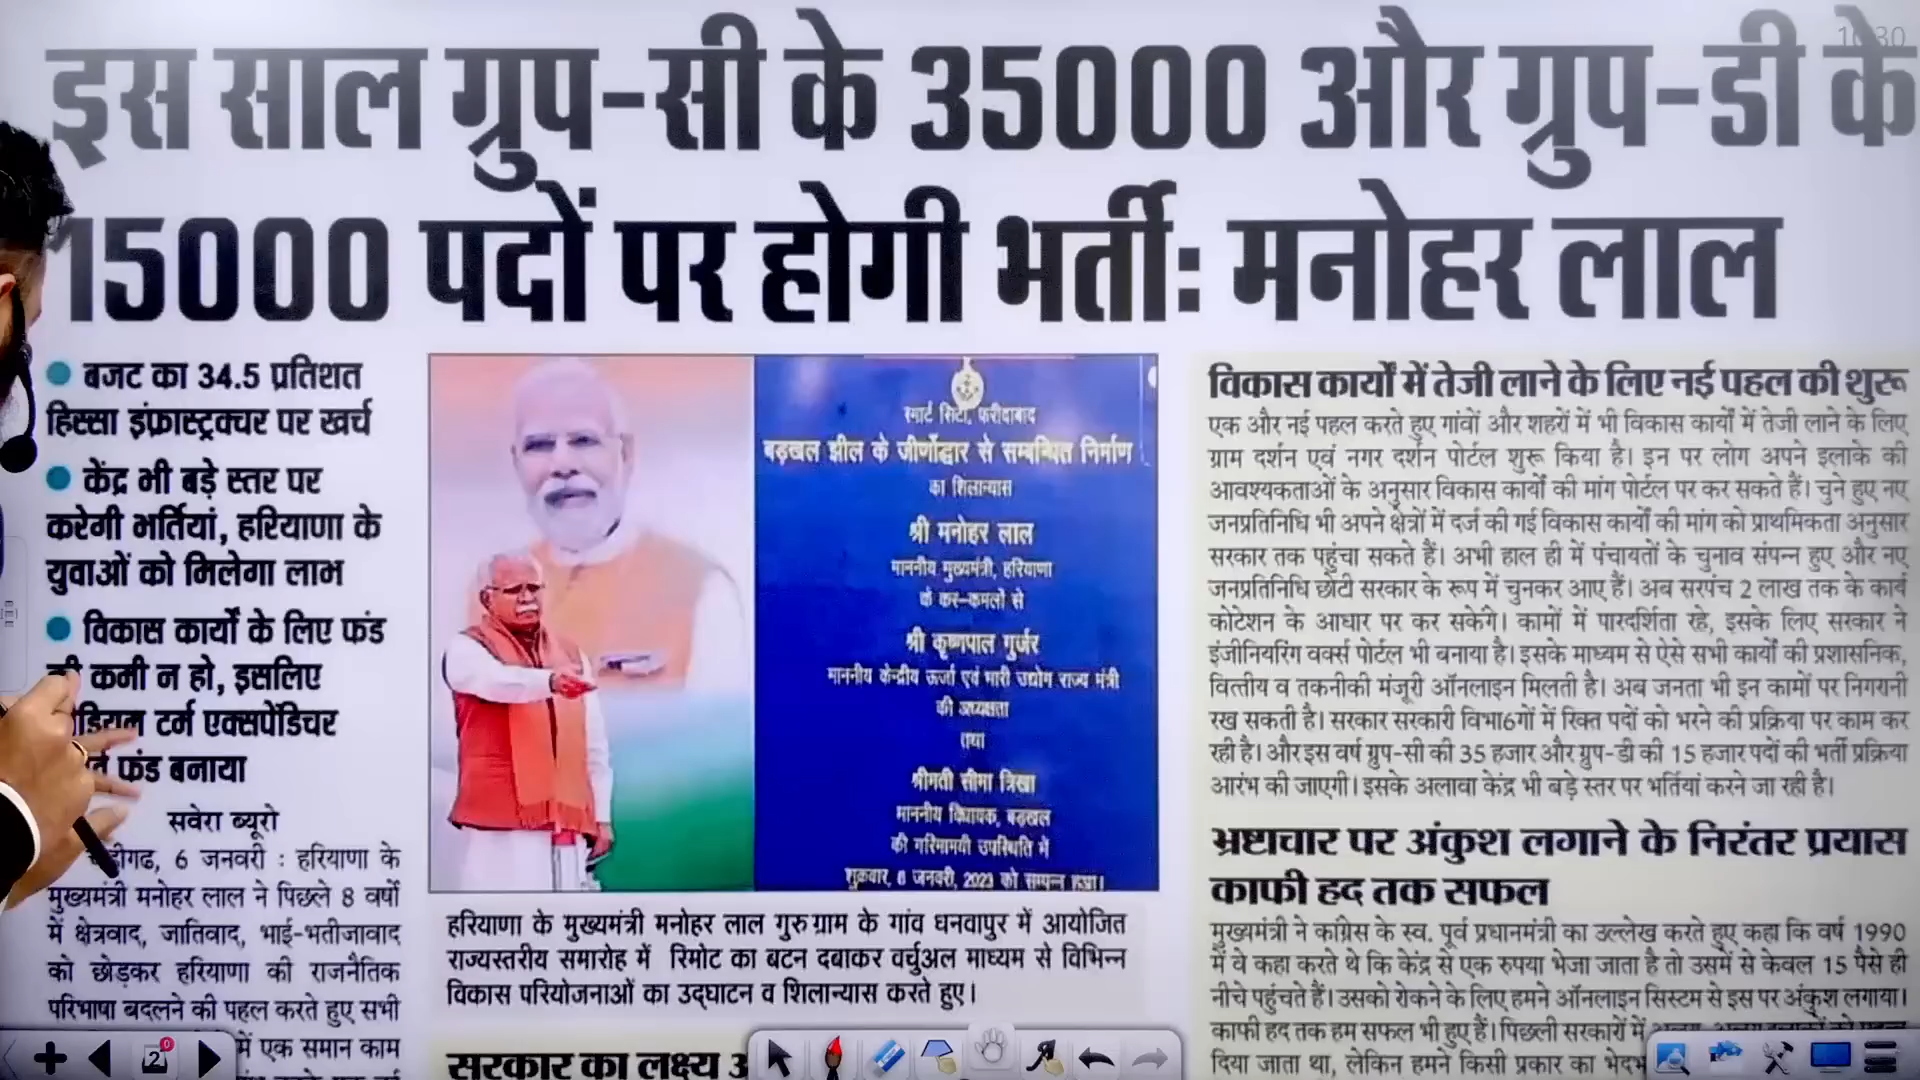 10:30
इस साल ग्रुप-सी के 35000 और ग्रुप-डी के
15000 पदों पर होगी भर्तीः मनोहर लाल
बजट का 34.5 प्रतिशत
हिस्सा इंफ्रास्ट्रक्चर पर खर्च
केंद्र भी बड़े स्तर पर
करेगी भर्तियां, हरियाणा के
युवाओं को मिलेगा लाभ
विकास कार्यों के लिए फंड
कमी न हो, इसलिए
टर्म एक्सपेंडिचर
फंड बनाया
सवेरा ब्यूरो
6 जनवरी : हरियाणा के
मुख्यमंत्री मनोहर लाल ने पिछले 8 वर्षों
में क्षेत्रवाद, जातिवाद, भाई-भतीजावाद
को छोड़कर हरियाणा की राजनैतिक
परिभाषा बदलने की पहल करते हुए सभी
में एक समान काम
स्मार्ट सिटी, फरीदाबाद
बड़खल झील के जीर्णोद्धार से सम्बन्धित निर्माण
का शिलान्यास
श्री मनोहर लाल
माननीय मुख्यमंत्री, हरियाणा
के कर-कमलों से
श्री कृष्णपाल गुर्जर
माननीय केन्द्रीय ऊर्जा एवं भारी उद्योग राज्य मंत्री
की अध्यक्षता
तथा
श्रीमती सीमा त्रिखा
माननीय विधायक, बड़खल
की गरिमामयी उपस्थिति में
शुक्रवार, 6 जनवरी, 2023 को सम्पन्न हुआ।
हरियाणा के मुख्यमंत्री मनोहर लाल गुरुग्राम के गांव धनवापुर में आयोजित
राज्यस्तरीय समारोह में रिमोट का बटन दबाकर वर्चुअल माध्यम से विभिन्न
विकास परियोजनाओं का उद्घाटन व शिलान्यास करते हुए।
सरकार का लक्ष्य
विकास कार्यों में तेजी लाने के लिए नई पहल की शुरू
एक और नई पहल करते हुए गांवों और शहरों में भी विकास कार्यों में तेजी लाने के लिए
ग्राम दर्शन एवं नगर दर्शन पोर्टल शुरू किया है। इन पर लोग अपने इलाके की
आवश्यकताओं के अनुसार विकास कार्यों की मांग पोर्टल पर कर सकते हैं। चुने हुए नए
जनप्रतिनिधि भी अपने क्षेत्रों में दर्ज की गई विकास कार्यों की मांग को प्राथमिकता अनुसार
सरकार तक पहुंचा सकते हैं। अभी हाल ही में पंचायतों के चुनाव संपन्न हुए और नए
जनप्रतिनिधि छोटी सरकार के रूप में चुनकर आए हैं। अब सरपंच 2 लाख तक के कार्य
कोटेशन के आधार पर कर सकेंगे। कामों में पारदर्शिता रहे, इसके लिए सरकार ने
इंजीनियरिंग वर्क्स पोर्टल भी बनाया है। इसके माध्यम से ऐसे सभी कार्यों की प्रशासनिक,
वित्तीय व तकनीकी मंजूरी ऑनलाइन मिलती है। अब जनता भी इन कामों पर निगरानी
रख सकती है। सरकार सरकारी विभा6गों में रिक्त पदों को भरने की प्रक्रिया पर काम कर
रही है। और इस वर्ष ग्रुप-सी की 35 हजार और ग्रुप-डी की 15 हजार पदों की भर्ती प्रक्रिया
आरंभ की जाएगी। इसके अलावा केंद्र भी बड़े स्तर पर भर्तियां करने जा रही है।
भ्रष्टाचार पर अंकुश लगाने के निरंतर प्रयास
काफी हद तक सफल
मुख्यमंत्री ने कांग्रेस के स्व. पूर्व प्रधानमंत्री का उल्लेख करते हुए कहा कि वर्ष 1990
में वे कहा करते थे कि केंद्र से एक रुपया भेजा जाता है तो उसमें से केवल 15 पैसे ही
नीचे पहुंचते हैं। उसको रोकने के लिए हमने ऑनलाइन सिस्टम से इस पर अंकुश लगाया।
काफी हद तक हम सफल भी हुए हैं। पिछली सरकारों में
दिया जाता था, लेकिन हमने किसी प्रकार का
2
0